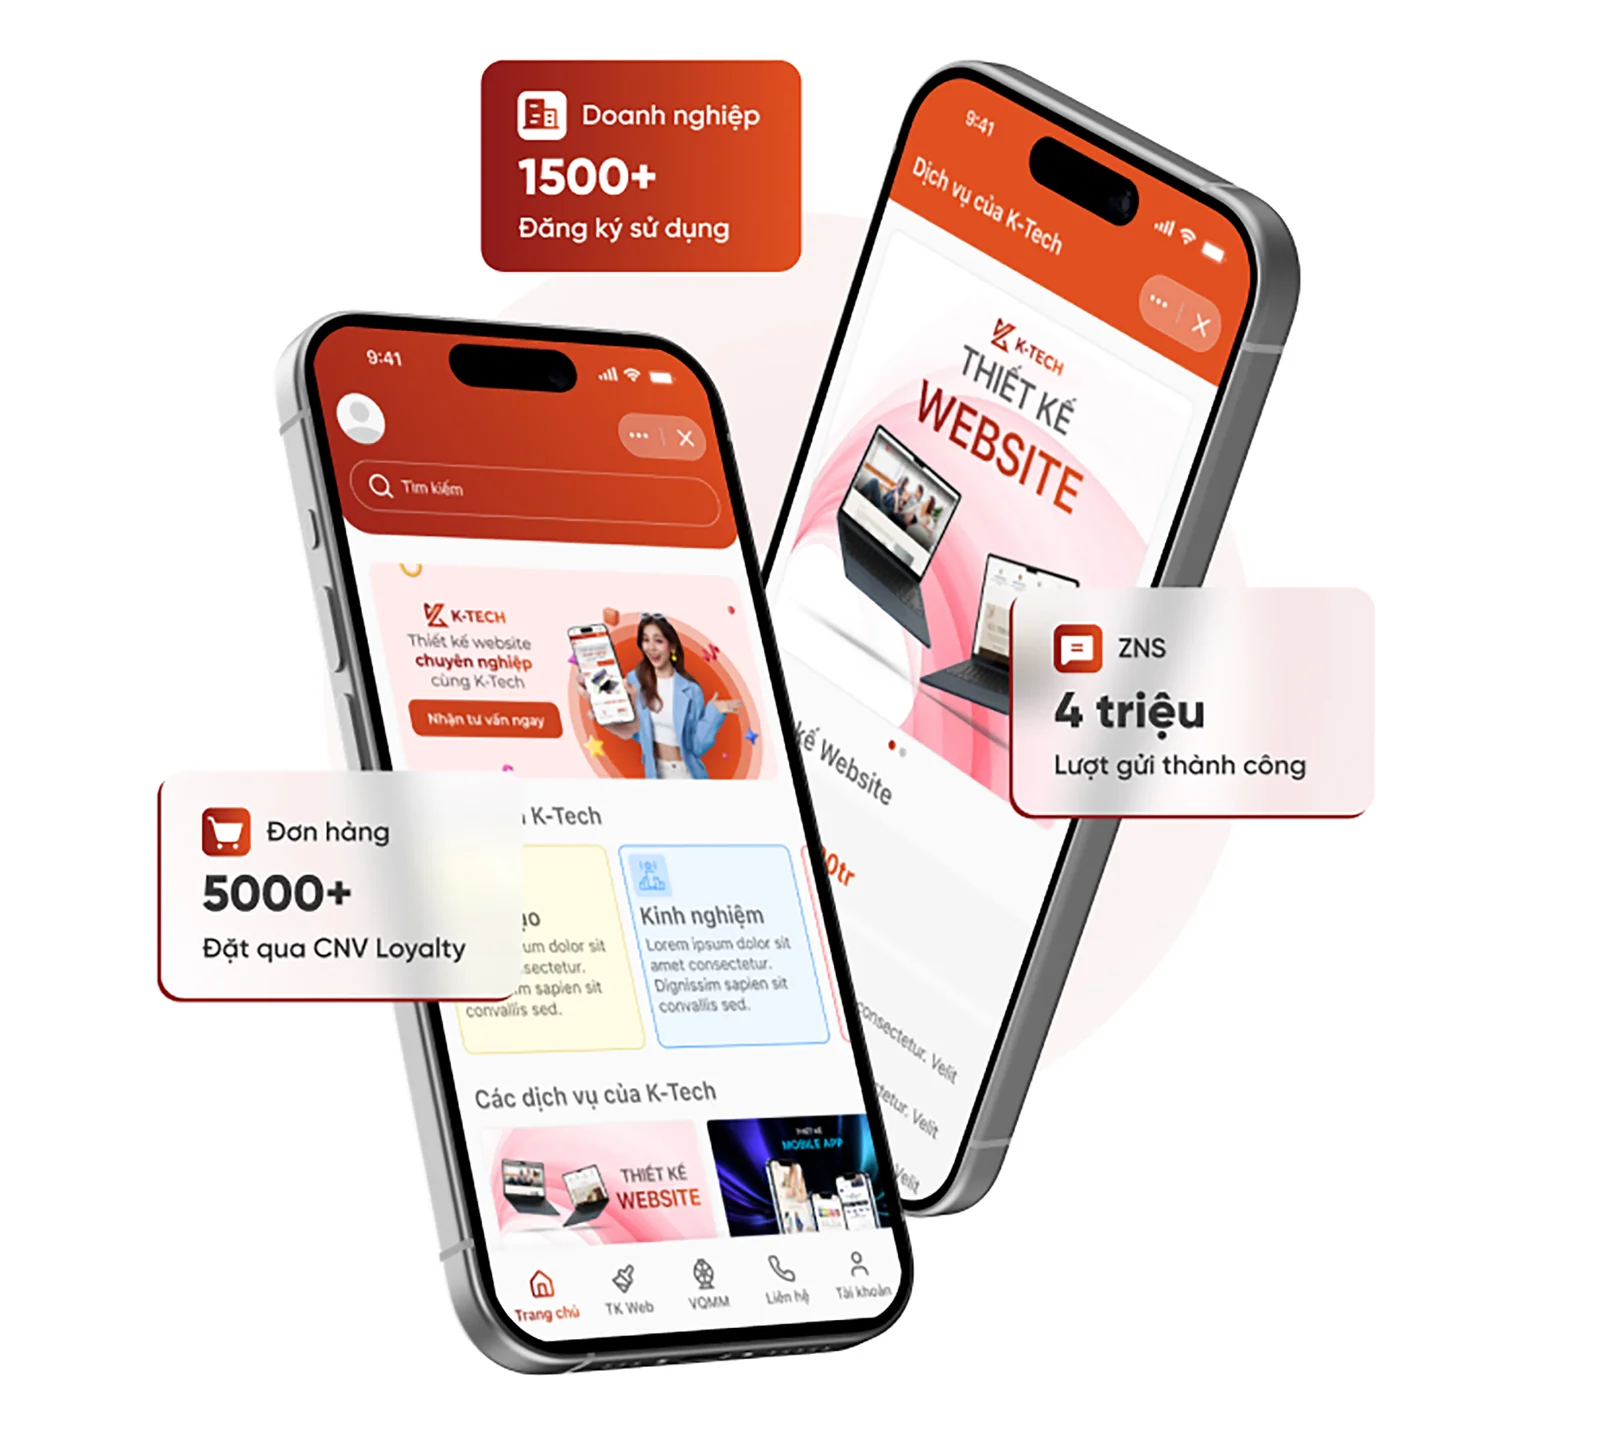 Doanh nghiệp
1500+
Đăng ký sử dụng
9:41
Dịch vụ của K-Tech
K-TECH
THIẾT KẾ
WEBSITE
kế Website
0tr
consectetur. Velit
tetur. Velit
Velit
ZNS
4 triệu
Lượt gửi thành công
9:41
Tìm kiếm
K-TECH
Thiết kế website
chuyên nghiệp
cùng K-Tech
Nhận tư vấn ngay
K-Tech
Đơn hàng
5000+
Đặt qua CNV Loyalty
ạo
um dolor sit
sectetur.
m sapien sit
convallis sed.
Kinh nghiệm
Lorem ipsum dolor sit
amet consectetur.
Dignissim sapien sit
convallis sed.
Các dịch vụ của K-Tech
THIẾT KẾ
WEBSITE
THIẾT KẾ
MOBILE APP
Trang chủ
TK Web
VQMM
Liên hệ
Tài khoản